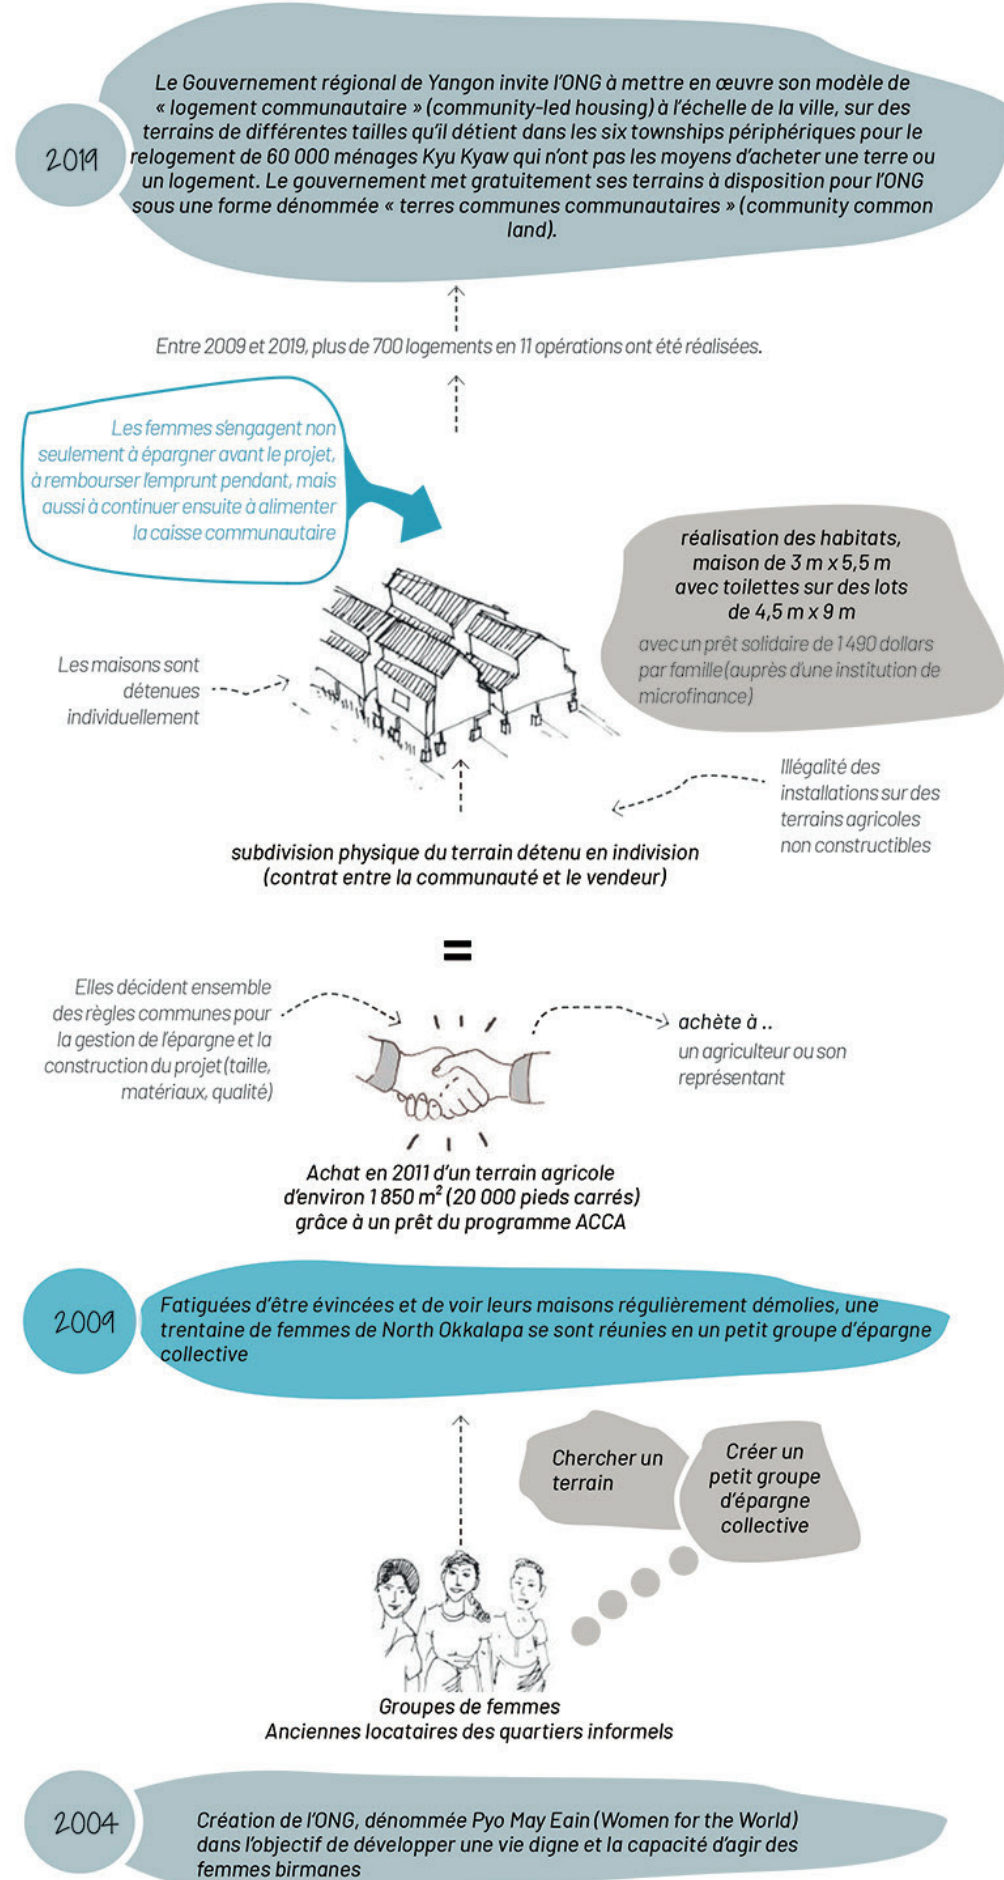 Le Gouvernement régional de Yangon invite l'ONG à mettre en œuvre son modèle de
« logement communautaire » (community-led housing) à l'échelle de la ville, sur des
terrains de différentes tailles qu'il détient dans les six townships périphériques pour le
relogement de 60 000 ménages Kyu Kyaw qui n'ont pas les moyens d'acheter une terre ou
un logement. Le gouvernement met gratuitement ses terrains à disposition pour l'ONG
sous une forme dénommée « terres communes communautaires » (community common
land).
2019
Entre 2009 et 2019, plus de 700 logements en 11 opérations ont été réalisées.
Les femmes s'engagent non
seulement à épargner avant le projet,
à rembourser l'emprunt pendant, mais
aussi à continuer ensuite à alimenter
la caisse communautaire
réalisation des habitats,
maison de 3 m x 5,5 m
avec toilettes sur des lots
de 4,5 m x 9 m
avec un prêt solidaire de 1 490 dollars
par famille (auprès d'une institution de
microfinance)
Les maisons sont
détenues
individuellement
Illégalité des
installations sur des
terrains agricoles
non constructibles
subdivision physique du terrain détenu en indivision
(contrat entre la communauté et le vendeur)
=
Elles décident ensemble
des règles communes pour
la gestion de l'épargne et la
construction du projet (taille,
matériaux, qualité)
achète à ..
un agriculteur ou son
représentant
Achat en 2011 d'un terrain agricole
d'environ 1 850 m² (20 000 pieds carrés)
grâce à un prêt du programme ACCA
2009
Fatiguées d'être évincées et de voir leurs maisons régulièrement démolies, une
trentaine de femmes de North Okkalapa se sont réunies en un petit groupe d'épargne
collective
Chercher un
terrain
Créer un
petit groupe
d'épargne
collective
Groupes de femmes
Anciennes locataires des quartiers informels
2004
Création de l'ONG, dénommée Pyo May Eain (Women for the World)
dans l'objectif de développer une vie digne et la capacité d'agir des
femmes birmanes